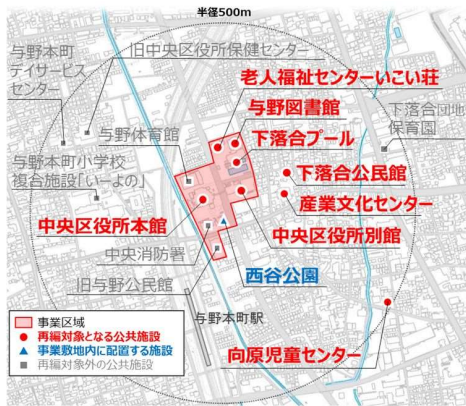 半径500m
与野本町
デイサービス
センター
旧中央区役所保健センター
老人福祉センターいこい荘
与野図書館
下落合プール
下落合団地
保育園
与野体育館
与野本町小学校
複合施設「いーよの」
下落合公民館
産業文化センター
中央区役所本館
中央区役所別館
中央消防署
西谷公園
旧与野公民館
与野本町駅
向原児童センター
事業区域
再編対象となる公共施設
事業敷地内に配置する施設
再編対象外の公共施設